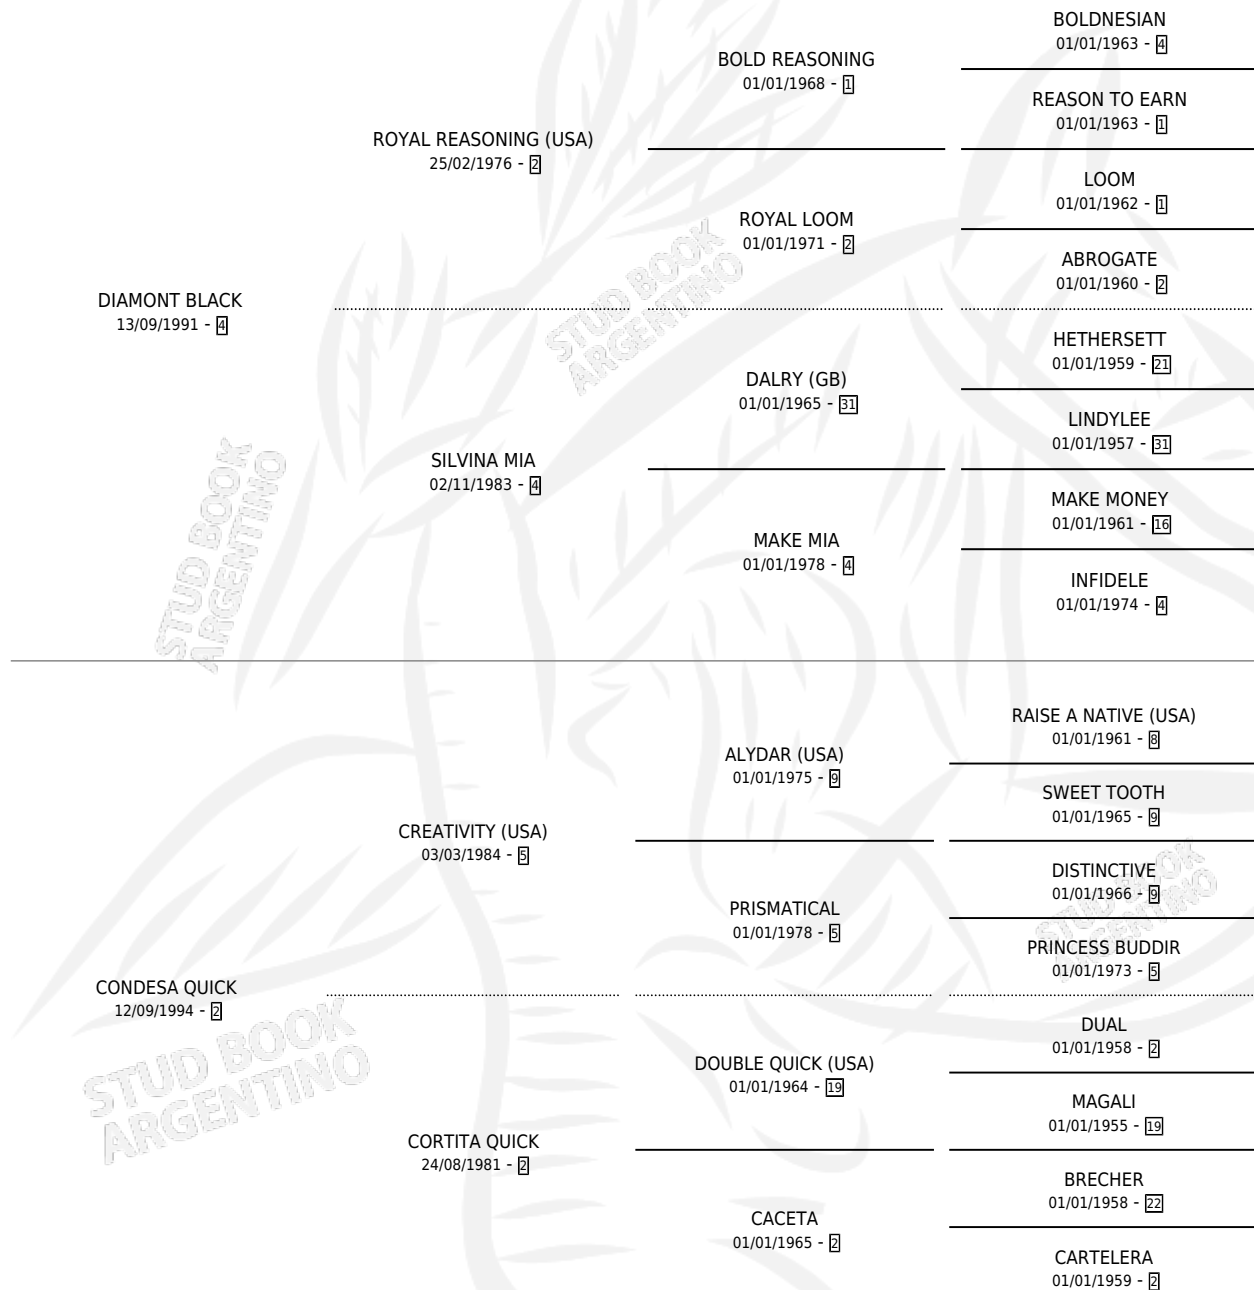 BOLDNESIAN
01/01/1963 - 4
BOLD REASONING
01/01/1968 - 1
REASON TO EARN
01/01/1963 - 1
ROYAL REASONING (USA)
25/02/1976 - 2
LOOM
01/01/1962 - 1
ROYAL LOOM
01/01/1971 - 2
ABROGATE
01/01/1960 - 2
DIAMONT BLACK
13/09/1991 - 4
HETHERSETT
01/01/1959 - 21
DALRY (GB)
01/01/1965 - 31
LINDYLEE
01/01/1957 - 31
SILVINA MIA
02/11/1983 - 4
MAKE MONEY
01/01/1961 - 16
MAKE MIA
01/01/1978 - 4
INFIDELE
01/01/1974 - 4
RAISE A NATIVE (USA)
01/01/1961 - 8
ALYDAR (USA)
01/01/1975 - 9
SWEET TOOTH
01/01/1965 - 9
CREATIVITY (USA)
03/03/1984 - 5
DISTINCTIVE
01/01/1966 - 9
PRISMATICAL
01/01/1978 - 5
PRINCESS BUDDIR
01/01/1973 - 5
CONDESA QUICK
12/09/1994 - 2
DUAL
01/01/1958 - 2
DOUBLE QUICK (USA)
01/01/1964 - 19
MAGALI
01/01/1955 - 19
CORTITA QUICK
24/08/1981 - 2
BRECHER
01/01/1958 - 22
CACETA
01/01/1965 - 2
CARTELERA
01/01/1959 - 2
STUD BOOK
ARGENTINO
STUD BOOK
ARGENTINO
STUD BOOK
ARGENTINO
STUD BOOK
ARGENTINO